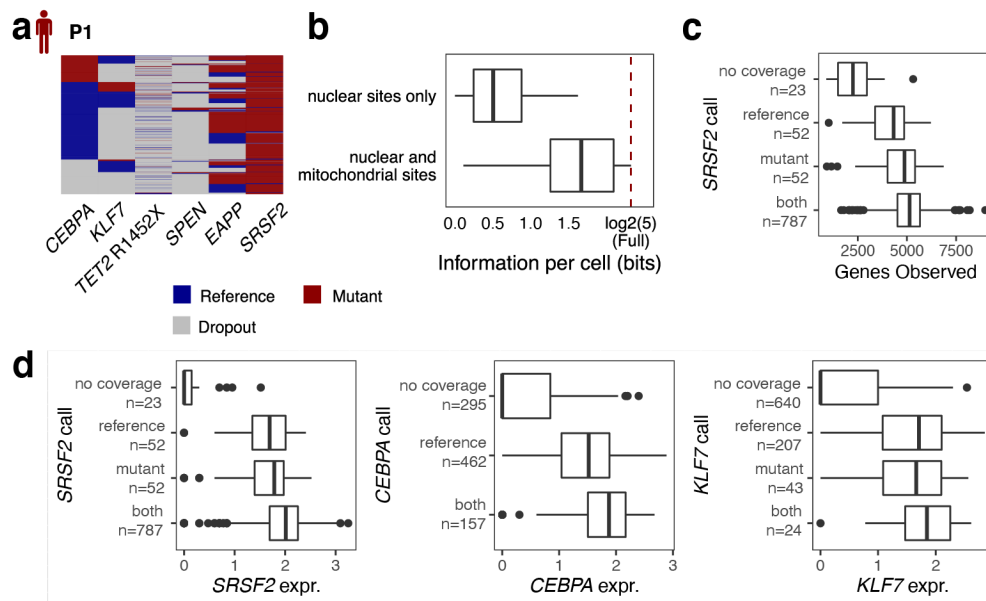 a
P1
CEBPA
KLF7
TET2 R1452X
SPEN
EAPP
SRSF2
Reference
Mutant
Dropout
b
nuclear sites only
nuclear and
mitochondrial sites
0.0
0.5
1.0
1.5
log2(5)
(Full)
Information per cell (bits)
c
SRSF2 call
no coverage
n=23
reference
n=52
mutant
n=52
both
n=787
2500
5000
7500
Genes Observed
d
SRSF2 call
no coverage
n=23
reference
n=52
mutant
n=52
both
n=787
0
1
2
3
SRSF2 expr.
CEBPA call
no coverage
n=295
reference
n=462
both
n=157
0
1
2
3
CEBPA expr.
KLF7 call
no coverage
n=640
reference
n=207
mutant
n=43
both
n=24
0
1
2
KLF7 expr.